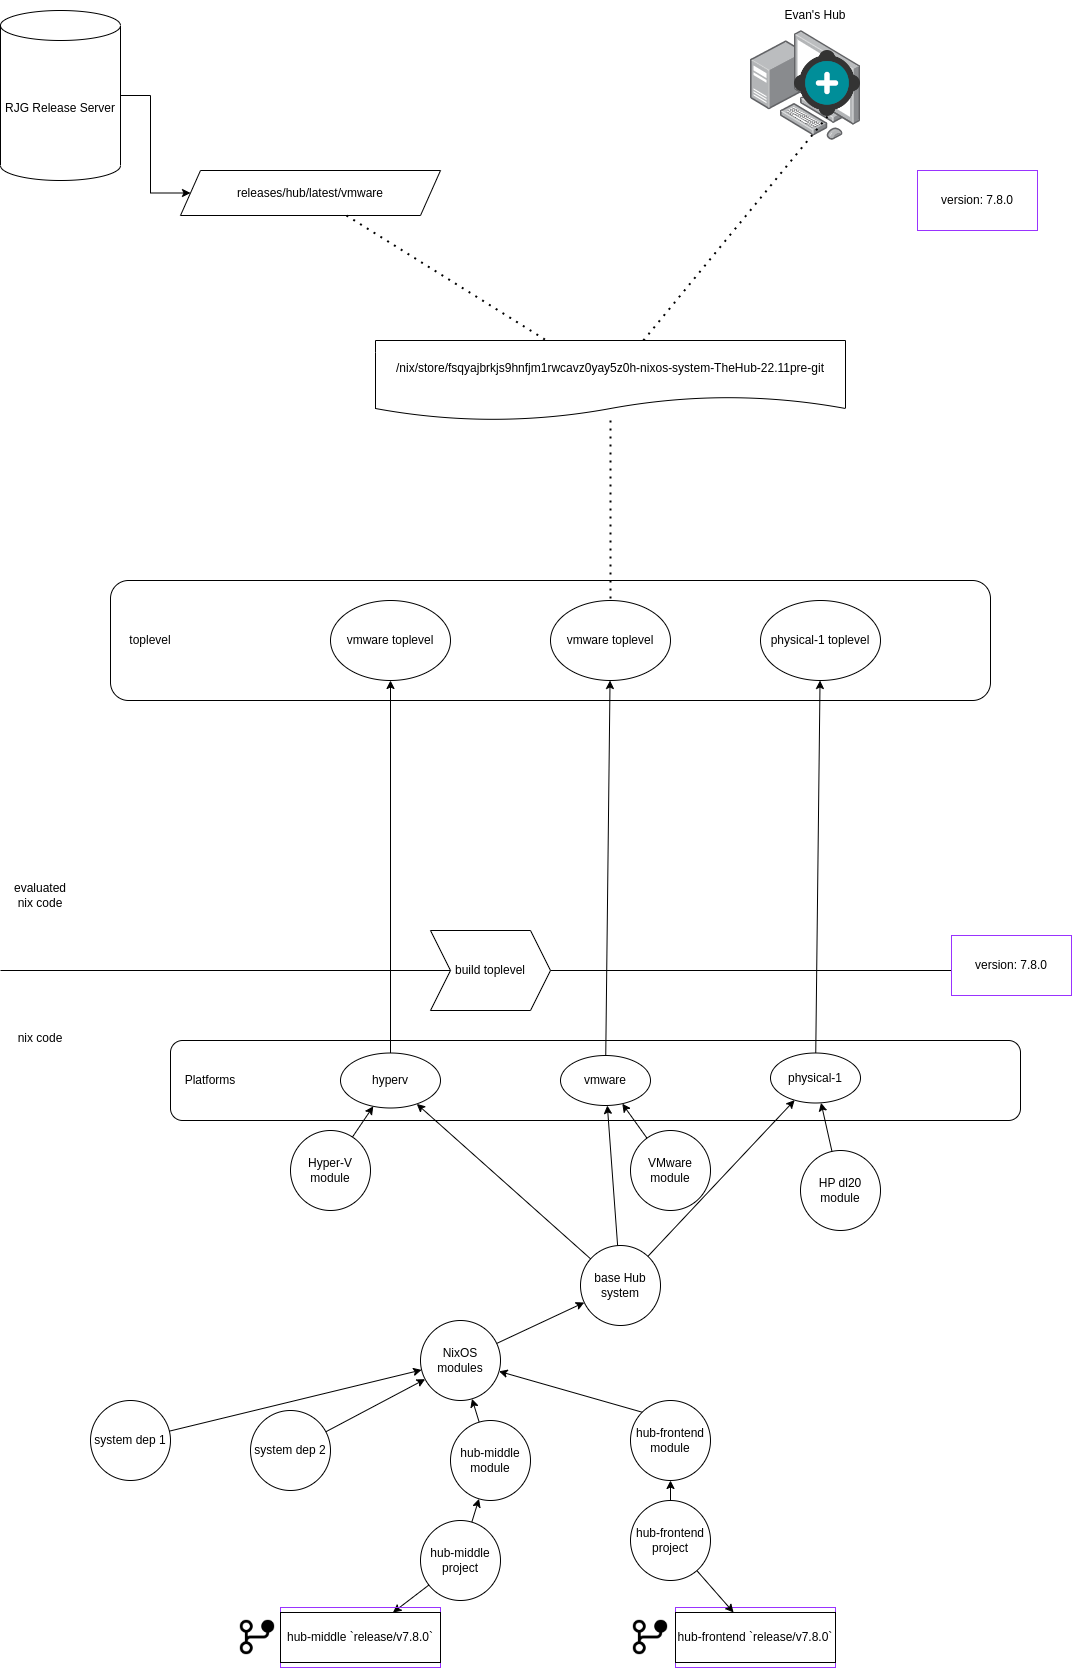 Evan's Hub
RJG Release Server
releases/hub/latest/vmware
version: 7.8.0
/nix/store/fsqyajbrkjs9hnfjm1rwcavz0yay5z0h-nixos-system-TheHub-22.11pre-git
toplevel
vmware toplevel
vmware toplevel
physical-1 toplevel
evaluated
nix code
build toplevel
version: 7.8.0
nix code
Platforms
hyperv
vmware
physical-1
Hyper-V
module
VMware
module
HP dl20
module
base Hub
system
NixOS
modules
system dep 1
system dep 2
hub-middle
module
hub-frontend
module
hub-middle
project
hub-frontend
project
hub-middle `release/v7.8.0`
hub-frontend `release/v7.8.0`